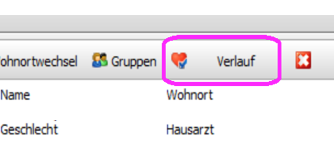 ohnortwechsel Gruppen Verlauf
Name Wohnort
Geschlecht Hausarzt